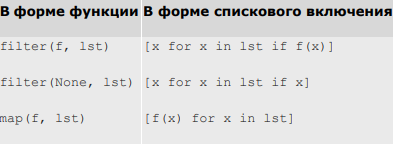 В форме функции В форме спискового включения
filter(f, lst) [x for x in lst if f(x)]
filter(None, lst) [x for x in lst if x]
map(f, lst) [f(x) for x in lst]